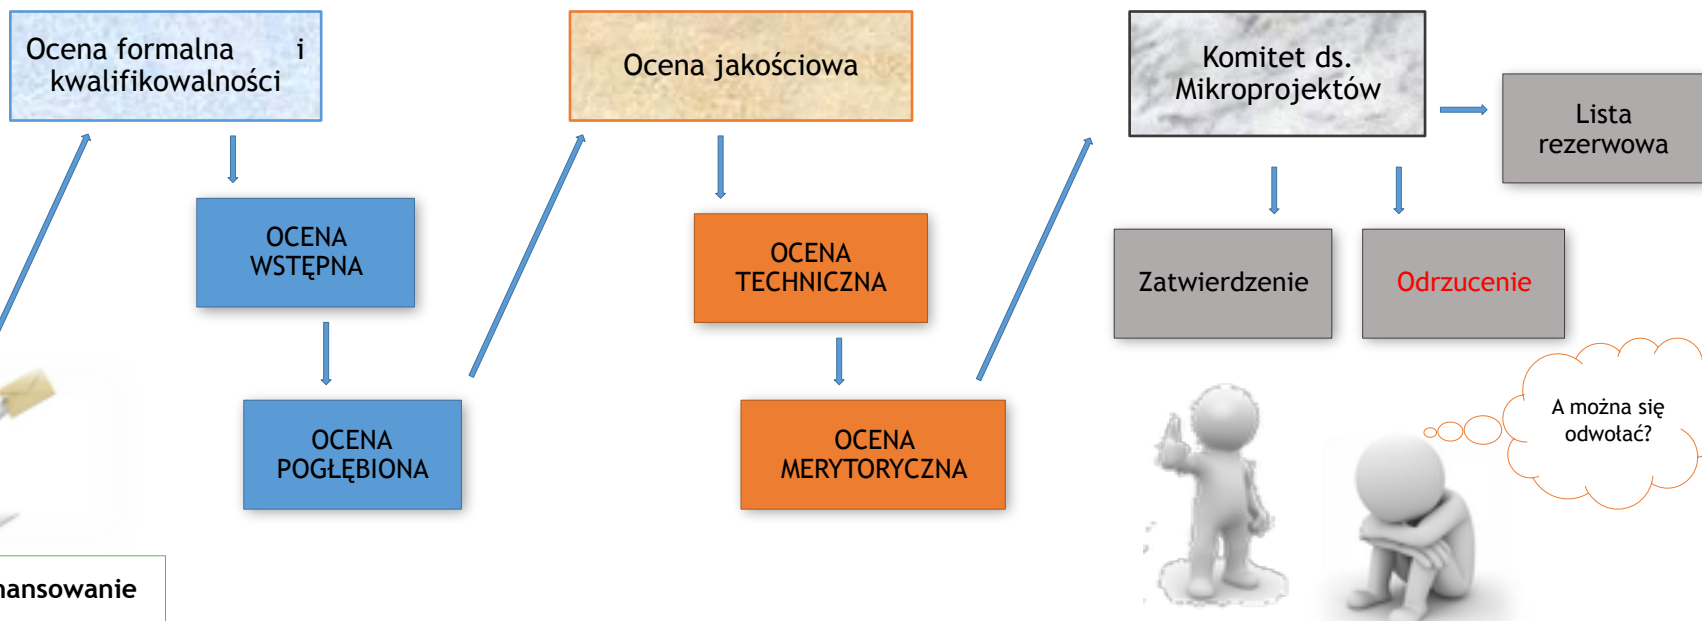 Ocena formalna i
kwalifikowalności
Ocena jakościowa
Komitet ds.
Mikroprojektów
Lista
rezerwowa
OCENA
WSTĘPNA
OCENA
TECHNICZNA
Zatwierdzenie
Odrzucenie
OCENA
POGŁĘBIONA
OCENA
MERYTORYCZNA
A można się
odwołać?
nansowanie